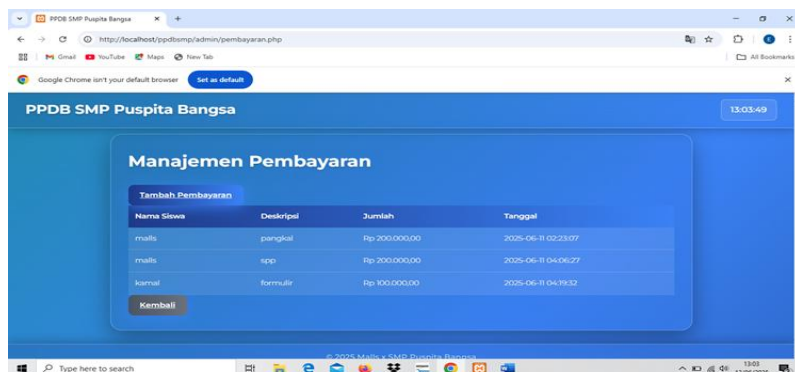 PPDB SMP Puspita Bangsa
http://localhost/ppdbsmp/admin/pembayaran.php
Gmail YouTube Maps New Tab All Bookmarks
Google Chrome isn't your default browser Set as default
PPDB SMP Puspita Bangsa 13:03:49
Manajemen Pembayaran
Tambah Pembayaran
Nama Siswa Deskripsi Jumlah Tanggal
malls pangkal Rp 200.000,00 2025-06-11 02:23:07
malls spp Rp 200.000,00 2025-06-11 04:06:27
kamal formulir Rp 100.000,00 2025-06-11 04:19:32
Kembali
© 2025 Malls x SMP Puspita Bangsa
Type here to search 13:03